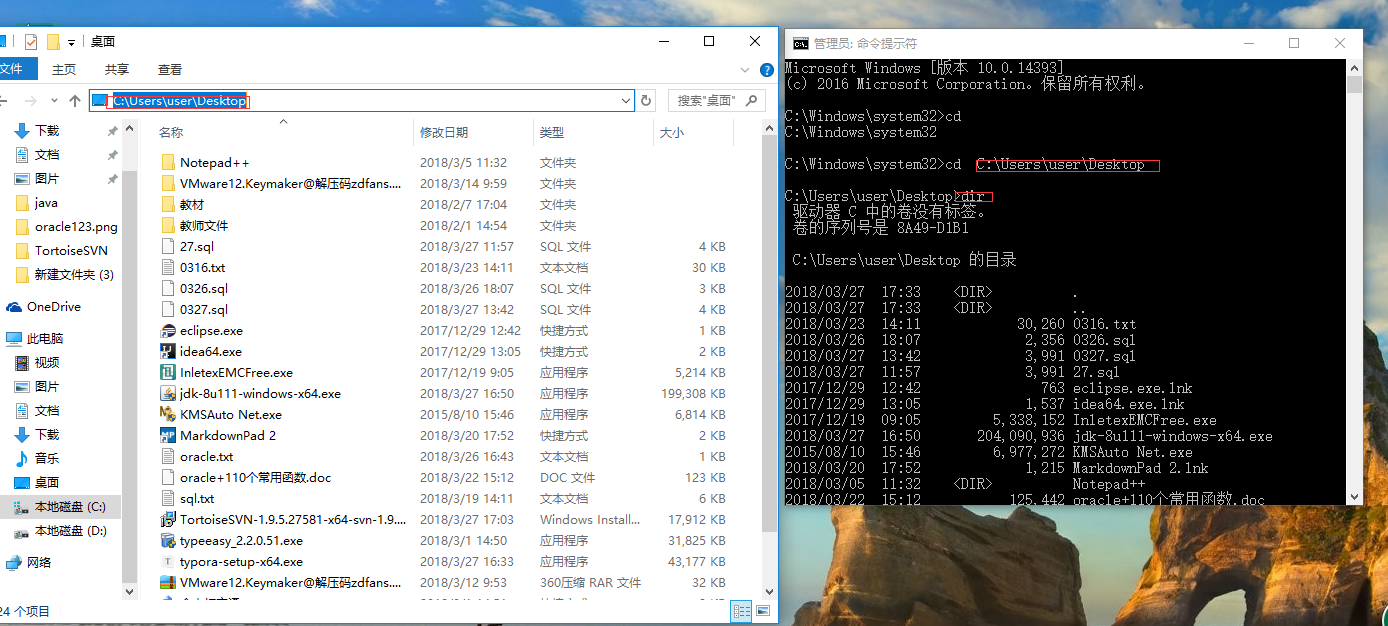 桌面
文件 主页 共享 查看
C:\Users\user\Desktop 搜索"桌面"
下载
文档
图片
java
oracle123.png
TortoiseSVN
新建文件夹 (3)
OneDrive
此电脑
视频
图片
文档
下载
音乐
桌面
本地磁盘 (C:)
本地磁盘 (D:)
网络
名称 修改日期 类型 大小
Notepad++ 2018/3/5 11:32 文件夹
VMware12.Keymaker@解压码zdfans.... 2018/3/14 9:59 文件夹
教材 2018/2/7 17:04 文件夹
教师文件 2018/2/1 14:54 文件夹
27.sql 2018/3/27 11:57 SQL 文件 4 KB
0316.txt 2018/3/23 14:11 文本文档 30 KB
0326.sql 2018/3/26 18:07 SQL 文件 3 KB
0327.sql 2018/3/27 13:42 SQL 文件 4 KB
eclipse.exe 2017/12/29 12:42 快捷方式 1 KB
idea64.exe 2017/12/29 13:05 快捷方式 2 KB
InletexEMCFree.exe 2017/12/19 9:05 应用程序 5,214 KB
jdk-8u111-windows-x64.exe 2018/3/27 16:50 应用程序 199,308 KB
KMSAuto Net.exe 2015/8/10 15:46 应用程序 6,814 KB
MarkdownPad 2 2018/3/20 17:52 快捷方式 2 KB
oracle.txt 2018/3/26 16:43 文本文档 1 KB
oracle+110个常用函数.doc 2018/3/22 15:12 DOC 文件 123 KB
sql.txt 2018/3/19 14:11 文本文档 6 KB
TortoiseSVN-1.9.5.27581-x64-svn-1.9.... 2018/3/27 17:03 Windows Install... 17,912 KB
typeeasy_2.2.0.51.exe 2018/3/1 14:50 应用程序 31,825 KB
typora-setup-x64.exe 2018/3/27 16:33 应用程序 43,177 KB
VMware12.Keymaker@解压码zdfans.... 2018/3/12 9:53 360压缩 RAR 文件 32 KB
24 个项目
管理员: 命令提示符
Microsoft Windows [版本 10.0.14393]
(c) 2016 Microsoft Corporation。保留所有权利。
C:\Windows\system32>cd
C:\Windows\system32
C:\Windows\system32>cd C:\Users\user\Desktop
C:\Users\user\Desktop>dir
驱动器 C 中的卷没有标签。
卷的序列号是 8A49-D1B1
C:\Users\user\Desktop 的目录
2018/03/27 17:33 <DIR> .
2018/03/27 17:33 <DIR> ..
2018/03/23 14:11 30,260 0316.txt
2018/03/26 18:07 2,356 0326.sql
2018/03/27 13:42 3,991 0327.sql
2018/03/27 11:57 3,991 27.sql
2017/12/29 12:42 763 eclipse.exe.lnk
2017/12/29 13:05 1,537 idea64.exe.lnk
2017/12/19 09:05 5,338,152 InletexEMCFree.exe
2018/03/27 16:50 204,090,936 jdk-8u111-windows-x64.exe
2015/08/10 15:46 6,977,272 KMSAuto Net.exe
2018/03/20 17:52 1,215 MarkdownPad 2.lnk
2018/03/05 11:32 <DIR> Notepad++
2018/03/22 15:12 125,442 oracle+110个常用函数.doc